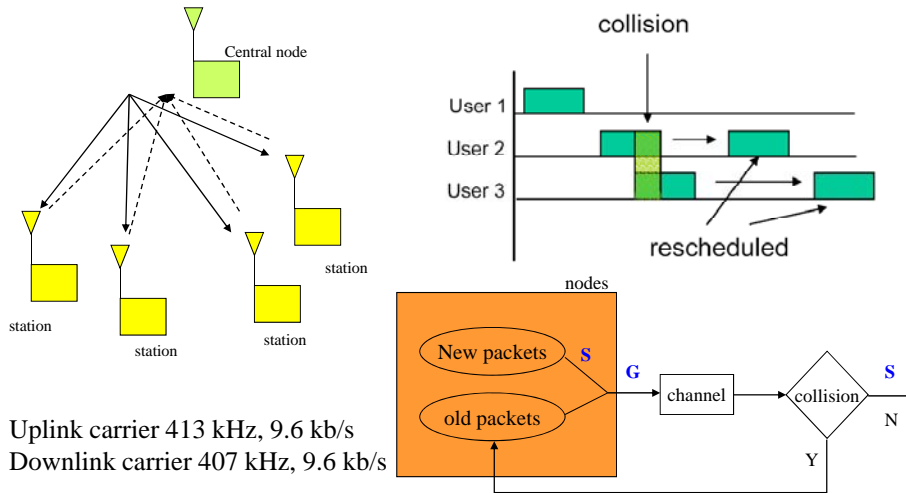 Central node
station
station
station
station
Uplink carrier 413 kHz, 9.6 kb/s
Downlink carrier 407 kHz, 9.6 kb/s
collision
User 1
User 2
User 3
rescheduled
nodes
New packets
S
G
old packets
channel
collision
S
N
Y